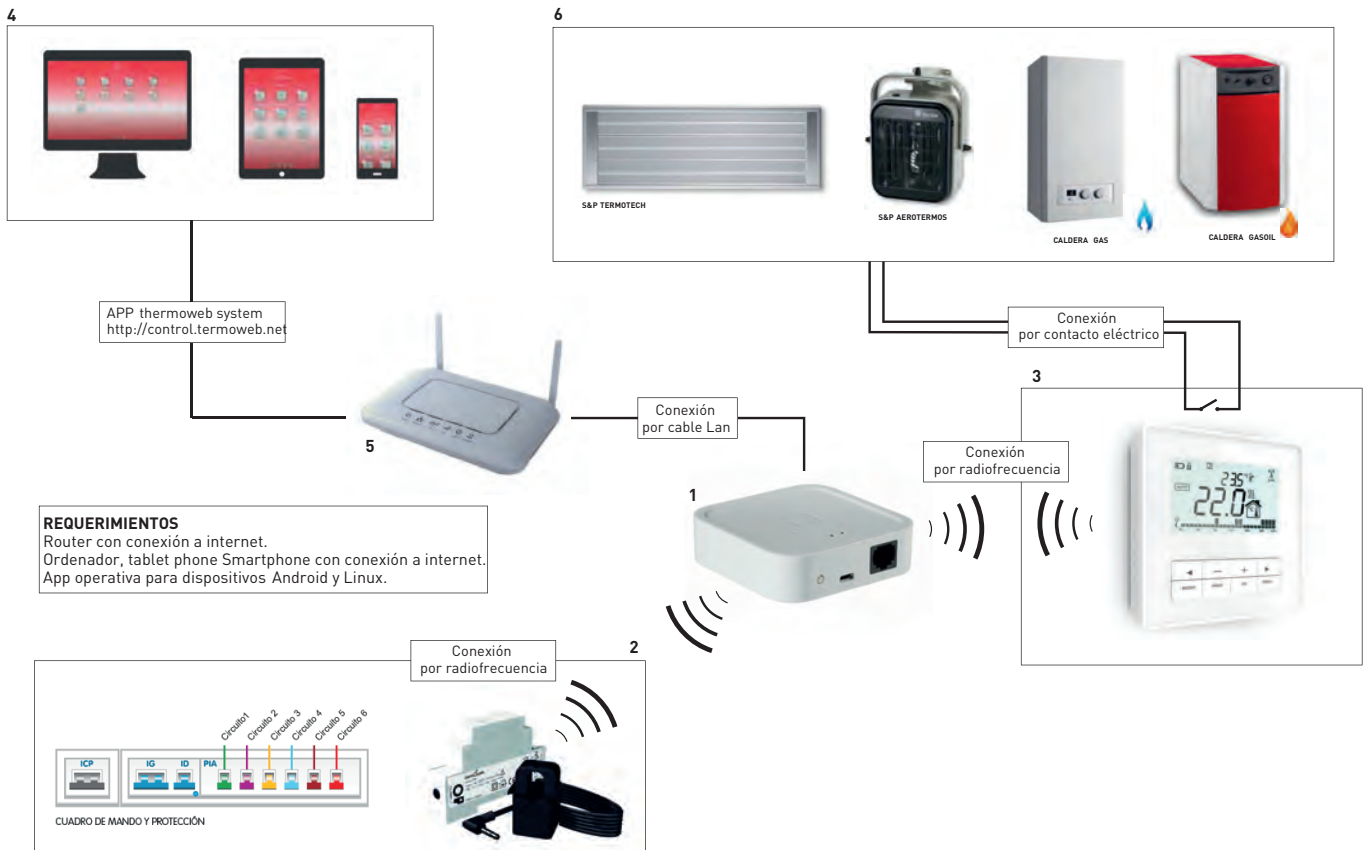 4
6
S&P TERMOTECH
S&P AEROTERMOS
CALDERA GAS
CALDERA GASOIL
APP thermoweb system
http://control.termoweb.net
Conexión
por contacto eléctrico
3
5
Conexión
por cable Lan
Conexión
por radiofrecuencia
1
23.5
22.0
APP
REQUERIMIENTOS
Router con conexión a internet.
Ordenador, tablet phone Smartphone con conexión a internet.
App operativa para dispositivos Android y Linux.
2
Conexión
por radiofrecuencia
Circuito1
Circuito 2
Circuito 3
Circuito 4
Circuito 5
Circuito 6
ICP
IG
ID
PIA
CUADRO DE MANDO Y PROTECCIÓN